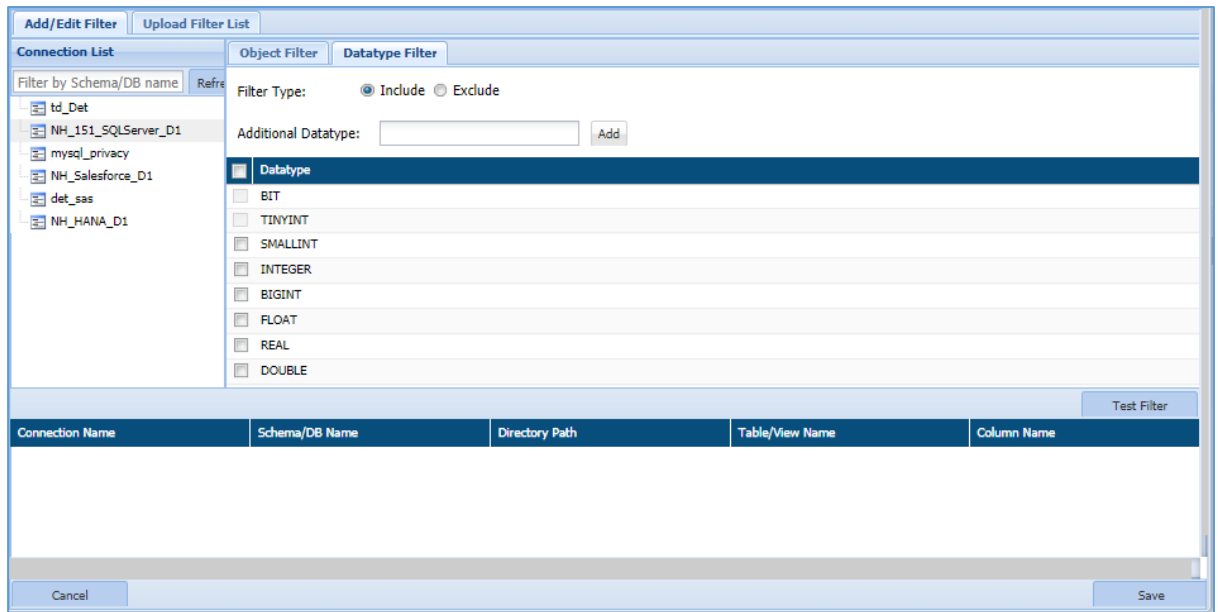 Add/Edit Filter Upload Filter List
Connection List
Filter by Schema/DB name Refre
td_Det
NH_151_SQLServer_D1
mysql_privacy
NH_Salesforce_D1
det_sas
NH_HANA_D1
Object Filter Datatype Filter
Filter Type: Include Exclude
Additional Datatype: Add
Datatype
BIT
TINYINT
SMALLINT
INTEGER
BIGINT
FLOAT
REAL
DOUBLE
Test Filter
Connection Name Schema/DB Name Directory Path Table/View Name Column Name
Cancel Save